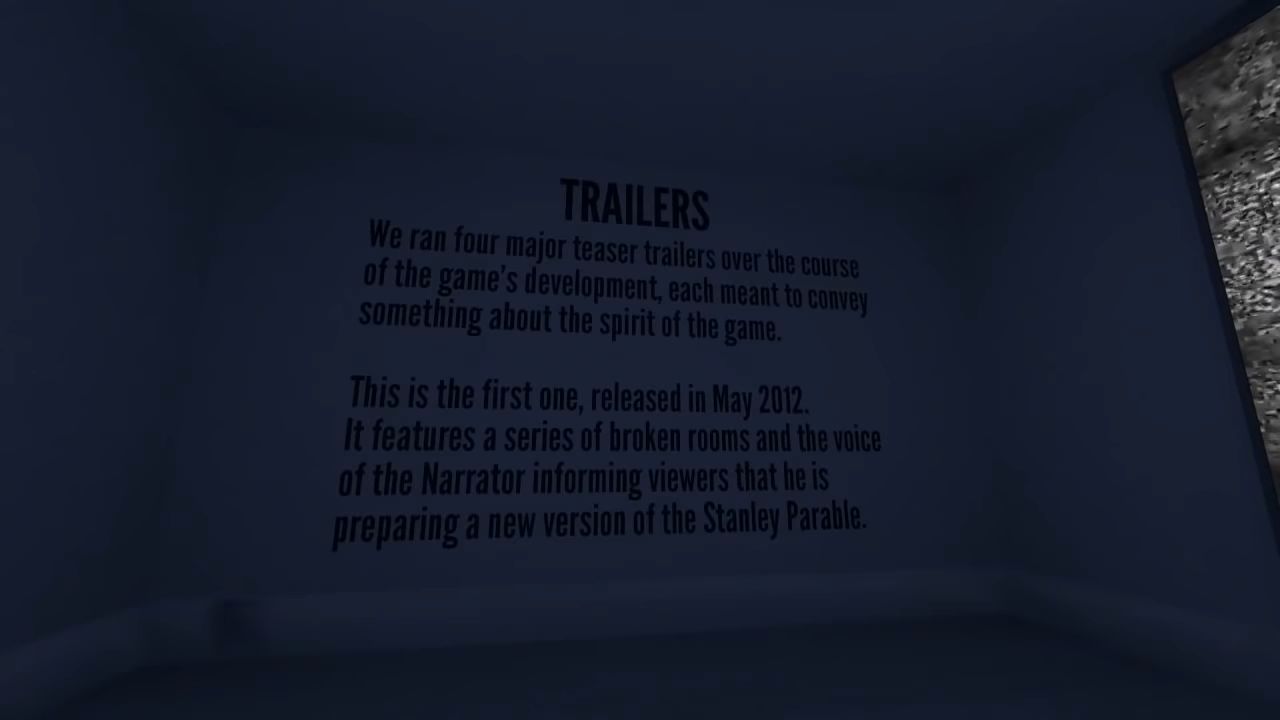 TRAILERS
We ran four major teaser trailers over the course
of the game's development, each meant to convey
something about the spirit of the game.
This is the first one, released in May 2012.
It features a series of broken rooms and the voice
of the Narrator informing viewers that he is
preparing a new version of the Stanley Parable.